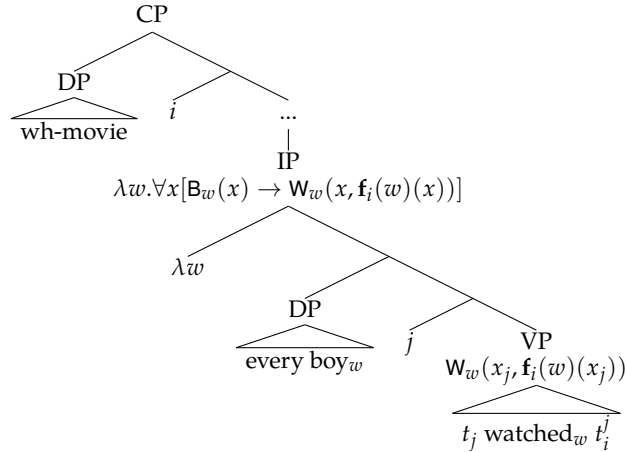 CP
DP
wh-movie
i
...
IP
λw.∀x[B_w(x) → W_w(x, f_i(w)(x))]
λw
DP
every boy_w
j
VP
W_w(x_j, f_i(w)(x_j))
t_j watched_w t_i^j